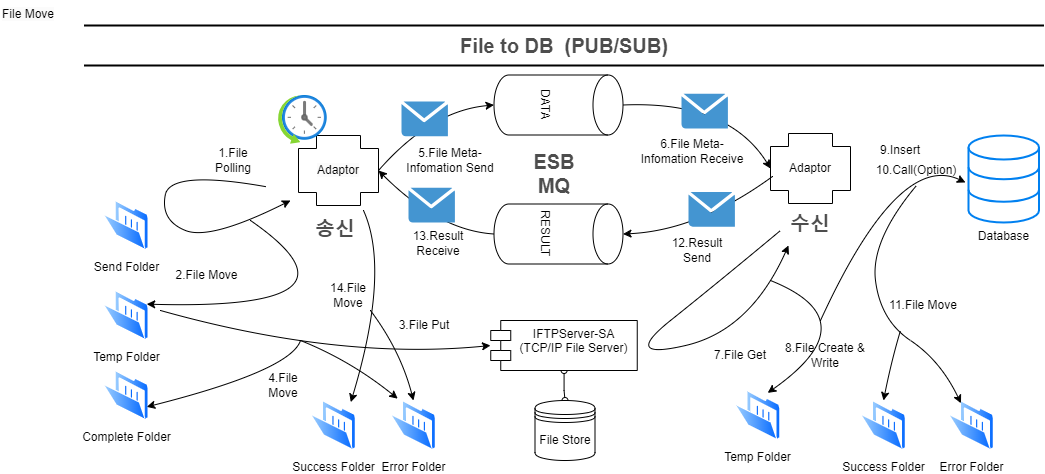 File Move
File to DB (PUB/SUB)
DATA
1.File
Polling
Adaptor
5.File Meta-
Infomation Send
ESB
MQ
6.File Meta-
Infomation Receive
Adaptor
9.Insert
10.Call(Option)
송신
수신
RESULT
13.Result
Receive
12.Result
Send
Database
Send Folder
2.File Move
14.File
Move
3.File Put
IFTPServer-SA
(TCP/IP File Server)
11.File Move
7.File Get
8.File Create &
Write
Temp Folder
4.File
Move
Complete Folder
File Store
Success Folder
Error Folder
Temp Folder
Success Folder
Error Folder